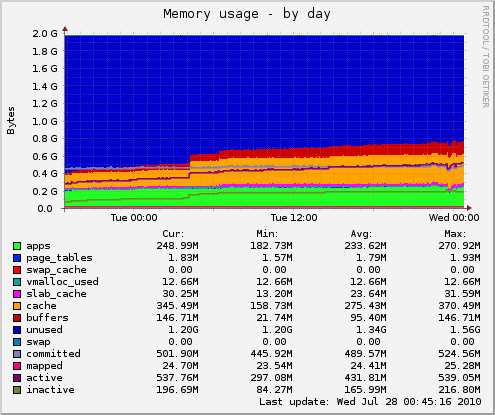 Memory usage - by day
RRDTOOL / TOBI OETIKER
Bytes
2.0 G
1.8 G
1.6 G
1.4 G
1.2 G
1.0 G
0.8 G
0.6 G
0.4 G
0.2 G
0.0
Tue 00:00 Tue 12:00 Wed 00:00
Cur: Min: Avg: Max:
apps 248.99M 182.73M 233.62M 270.92M
page_tables 1.83M 1.57M 1.79M 1.93M
swap_cache 0.00 0.00 0.00 0.00
vmalloc_used 12.66M 12.66M 12.66M 12.66M
slab_cache 30.25M 13.20M 23.64M 31.59M
cache 345.49M 158.73M 275.43M 370.49M
buffers 146.71M 21.74M 95.40M 146.71M
unused 1.20G 1.20G 1.34G 1.56G
swap 0.00 0.00 0.00 0.00
committed 501.90M 445.92M 489.57M 524.56M
mapped 24.70M 23.54M 24.41M 25.28M
active 537.76M 297.08M 431.81M 539.05M
inactive 196.69M 84.27M 165.99M 216.80M
Last update: Wed Jul 28 00:45:16 2010